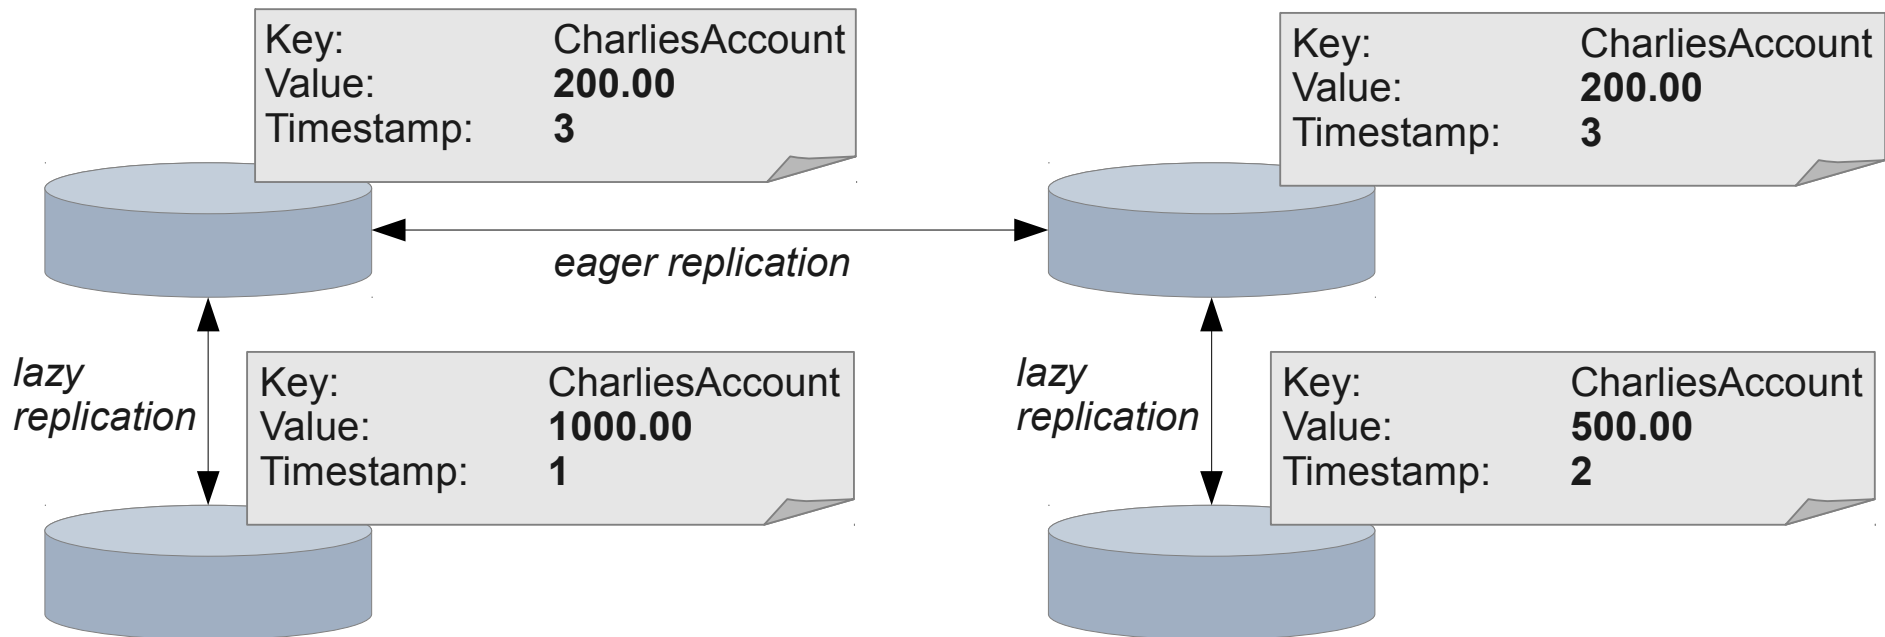 Key: CharliesAccount
Value: 200.00
Timestamp: 3
Key: CharliesAccount
Value: 200.00
Timestamp: 3
eager replication
lazy
replication
Key: CharliesAccount
Value: 1000.00
Timestamp: 1
lazy
replication
Key: CharliesAccount
Value: 500.00
Timestamp: 2